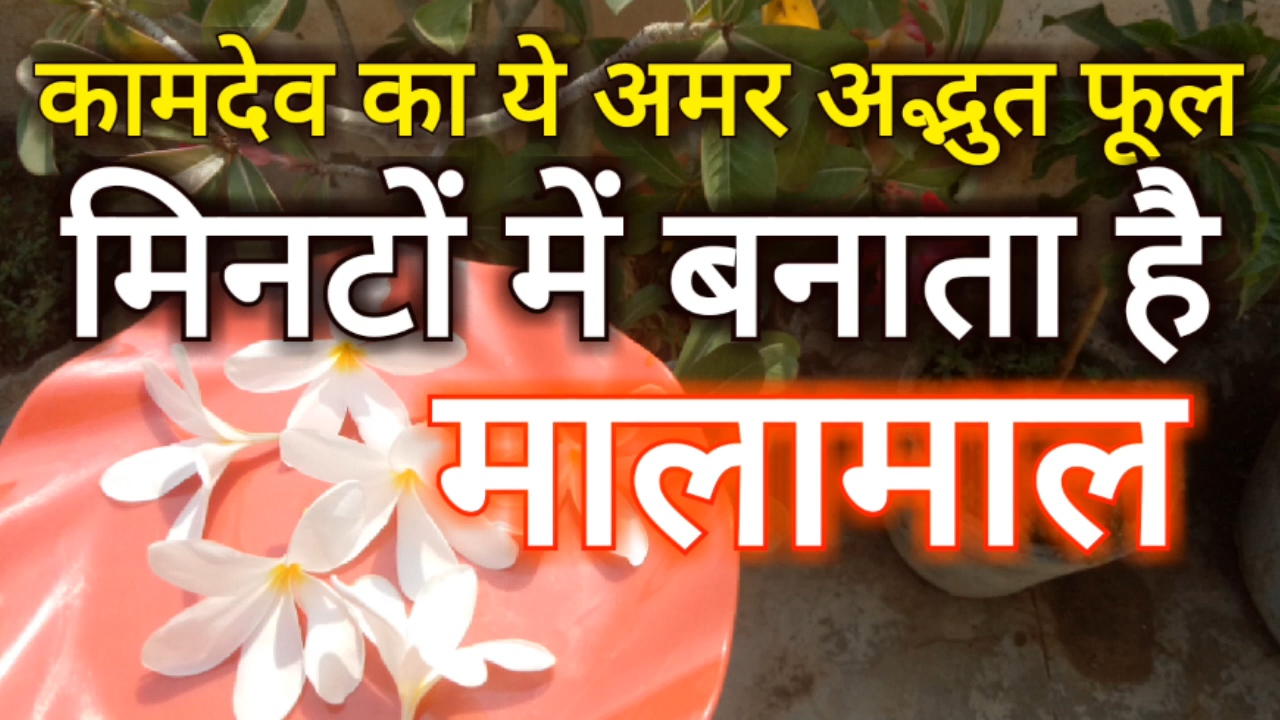 कामदेव का ये अमर अद्भुत फूल
मिनटों में बनाता है
मालामाल